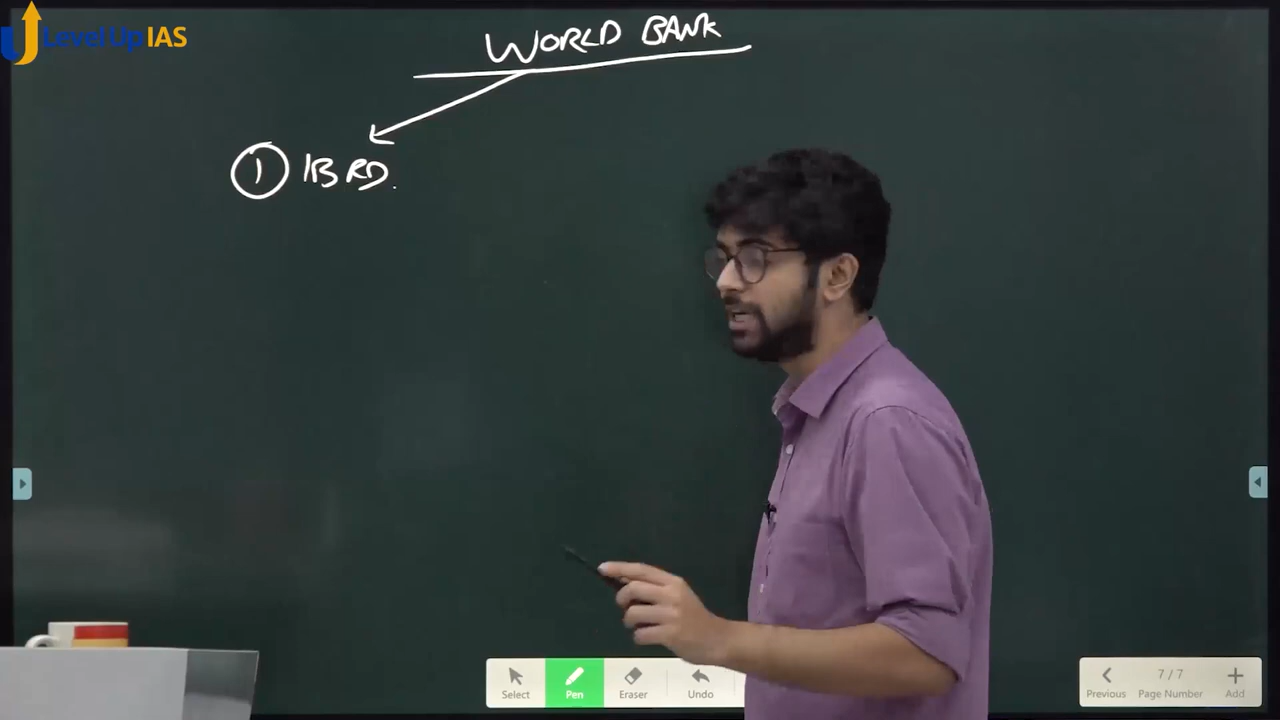 Level Up IAS
WORLD BANK
1 IBRD.
Select
Pen
Eraser
Undo
Previous
7 / 7
Page Number
Add